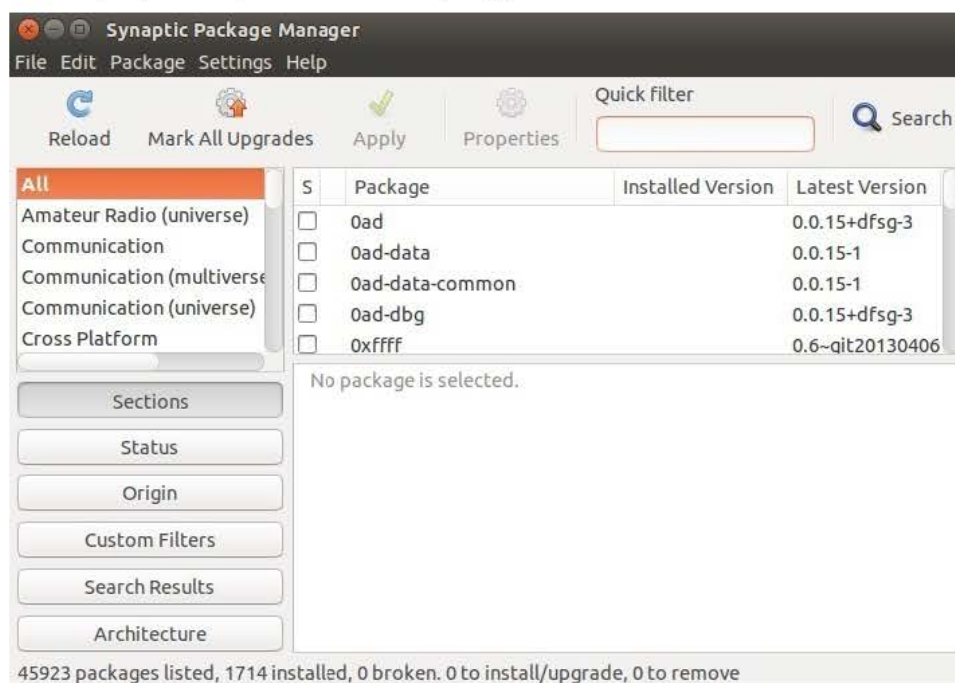 Synaptic Package Manager
File Edit Package Settings Help
Reload Mark All Upgrades Apply Properties Quick filter Search
All
Amateur Radio (universe)
Communication
Communication (multiverse
Communication (universe)
Cross Platform
S Package Installed Version Latest Version
0ad 0.0.15+dfsg-3
0ad-data 0.0.15-1
0ad-data-common 0.0.15-1
0ad-dbg 0.0.15+dfsg-3
0xffff 0.6~git20130406
No package is selected.
Sections
Status
Origin
Custom Filters
Search Results
Architecture
45923 packages listed, 1714 installed, 0 broken. 0 to install/upgrade, 0 to remove